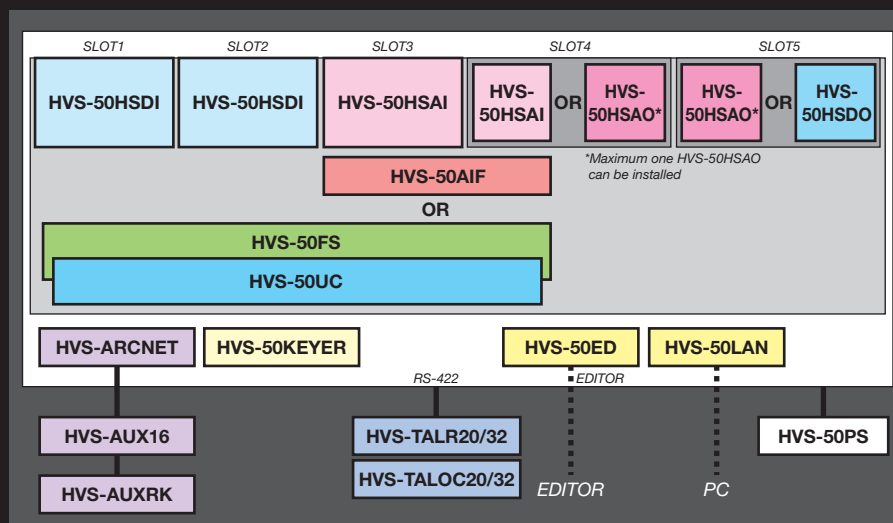 SLOT1 SLOT2 SLOT3 SLOT4 SLOT5
HVS-50HSDI HVS-50HSDI HVS-50HSAI HVS-
50HSAI OR HVS-
50HSAO* HVS-
50HSAO* OR HVS-
50HSDO
*Maximum one HVS-50HSAO
can be installed
HVS-50AIF
OR
HVS-50FS
HVS-50UC
HVS-ARCNET HVS-50KEYER HVS-50ED HVS-50LAN
RS-422 EDITOR
HVS-AUX16 HVS-TALR20/32 HVS-50PS
HVS-TALOC20/32
HVS-AUXRK
EDITOR PC